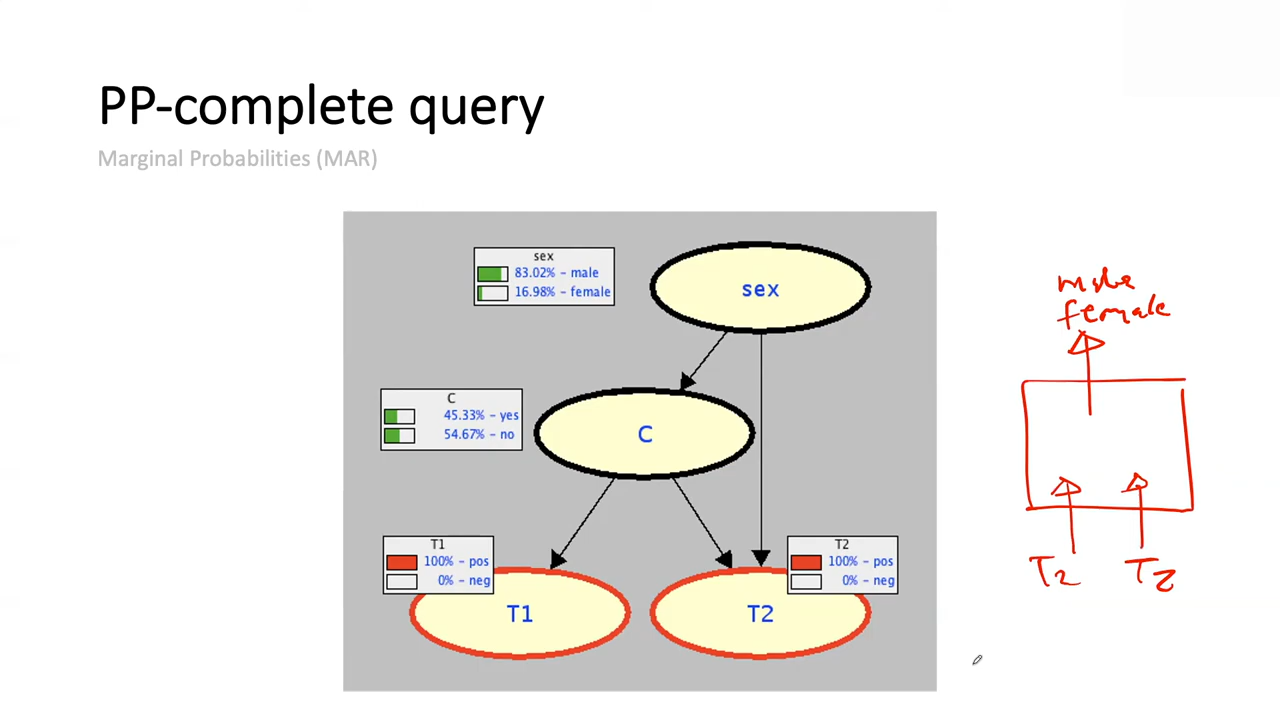 PP-complete query
Marginal Probabilities (MAR)
sex
83.02% - male
16.98% - female
sex
male
female
C
45.33% - yes
54.67% - no
C
T1
100% - pos
0% - neg
T2
100% - pos
0% - neg
T1
T2
T2
T2